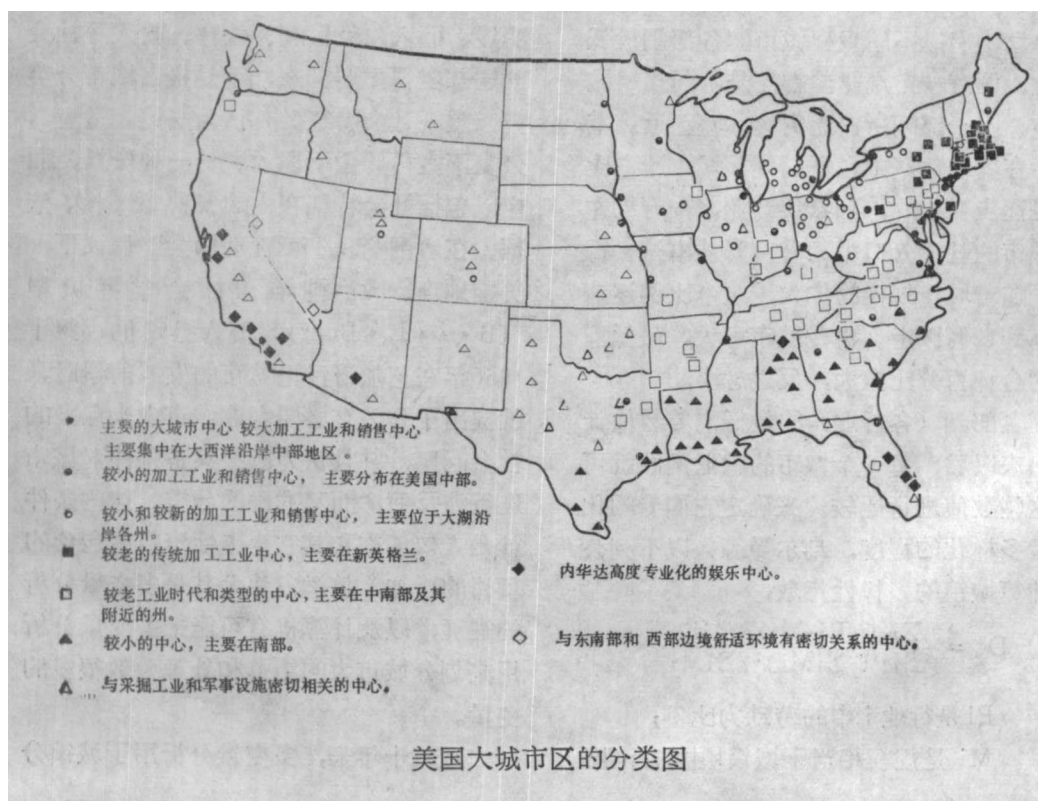 主要的大城市中心 较大加工工业和销售中心
主要集中在大西洋沿岸中部地区。
较小的加工工业和销售中心， 主要分布在美国中部。
较小和较新的加工工业和销售中心， 主要位于大湖沿
岸各州。
较老的传统加工工业中心，主要在新英格兰。
较老工业时代和类型的中心，主要在中南部及其
附近的州。
较小的中心，主要在南部。
与采掘工业和军事设施密切相关的中心。
内华达高度专业化的娱乐中心。
与东南部和 西部边境舒适环境有密切关系的中心。
美国大城市区的分类图